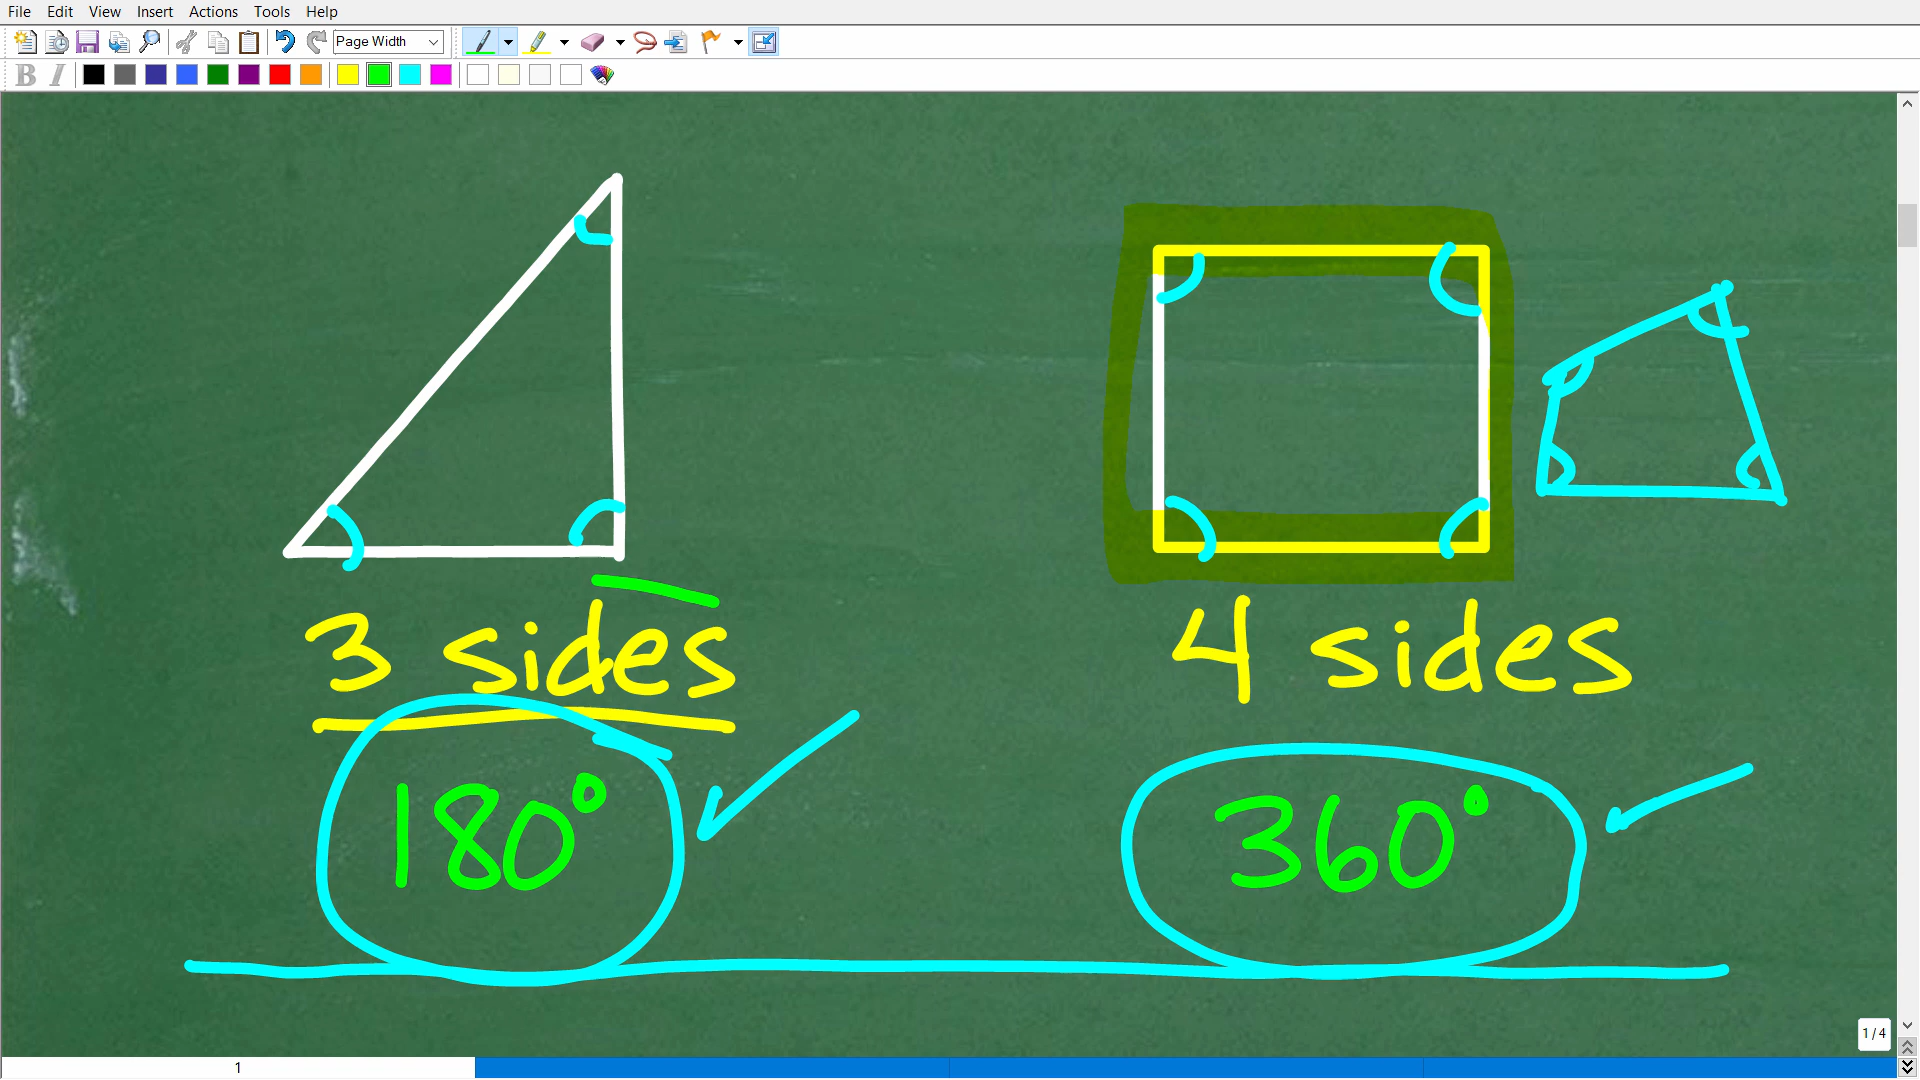 File Edit View Insert Actions Tools Help
Page Width
B I
3 sides
4 sides
180°
360°
1 / 4
1